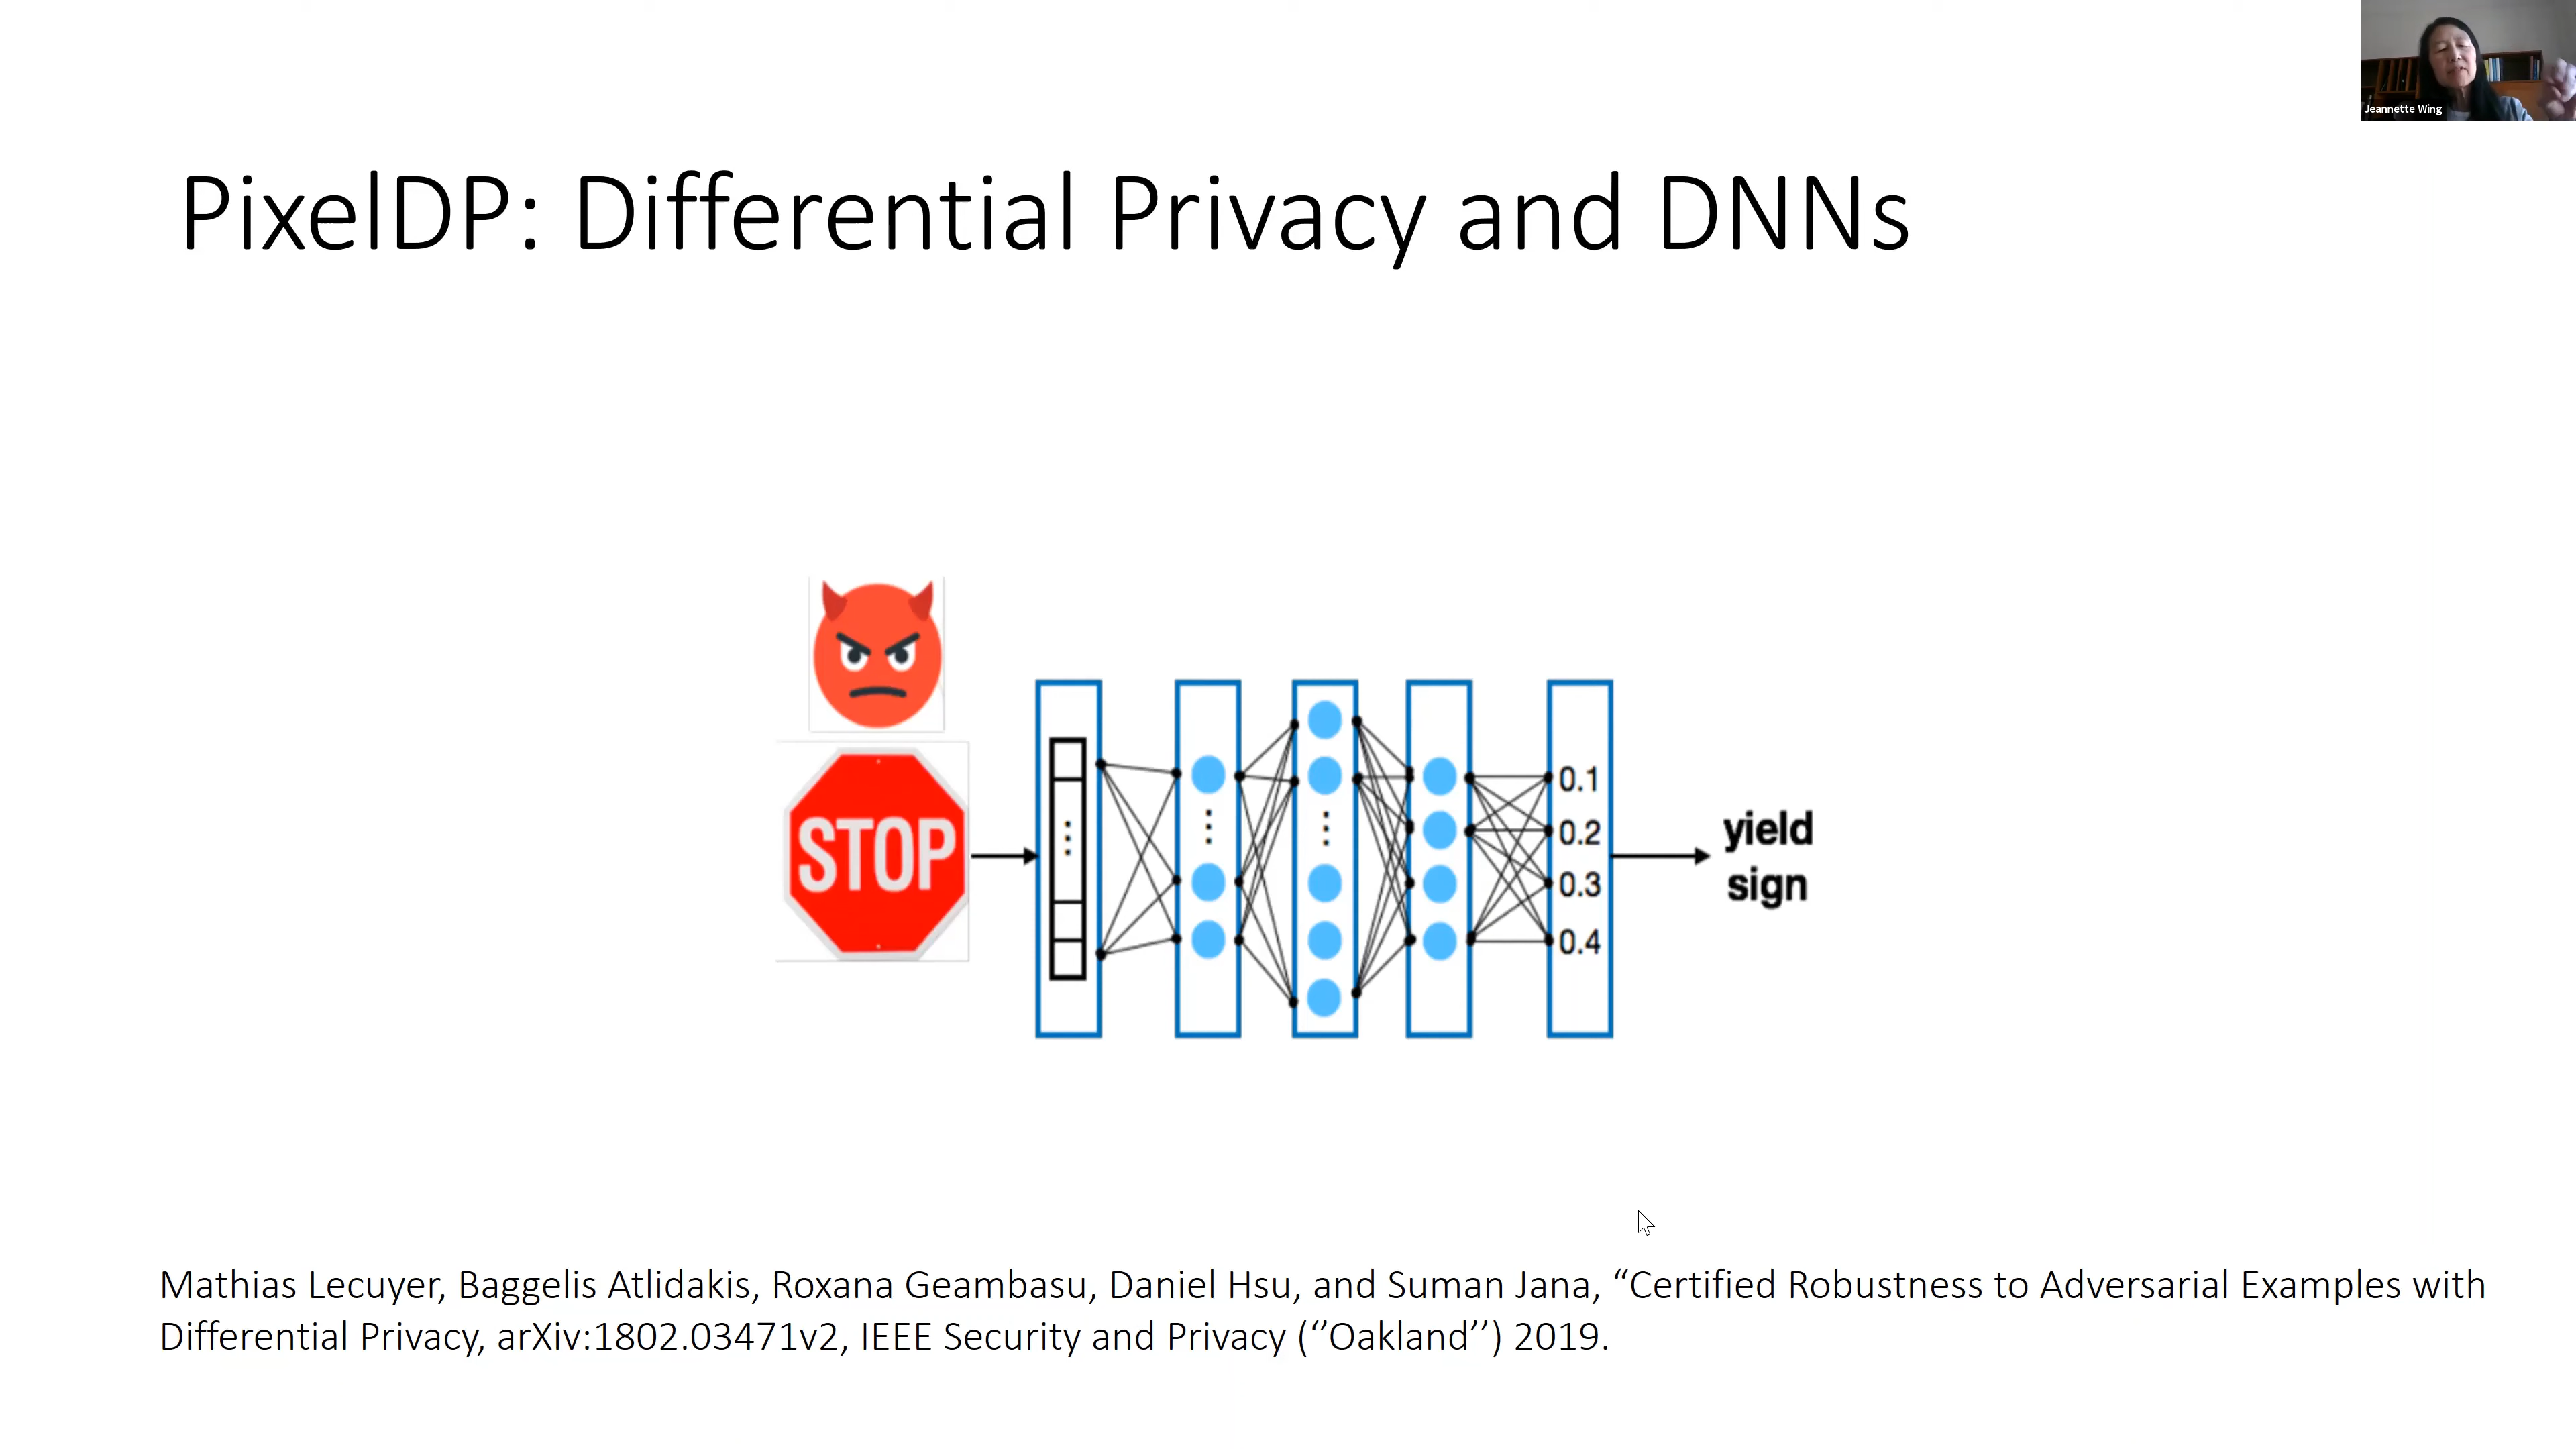 Jeannette Wing
PixelDP: Differential Privacy and DNNs
STOP
0.1
0.2
0.3
0.4
yield
sign
Mathias Lecuyer, Baggelis Atlidakis, Roxana Geambasu, Daniel Hsu, and Suman Jana, “Certified Robustness to Adversarial Examples with
Differential Privacy, arXiv:1802.03471v2, IEEE Security and Privacy (‘’Oakland’’) 2019.